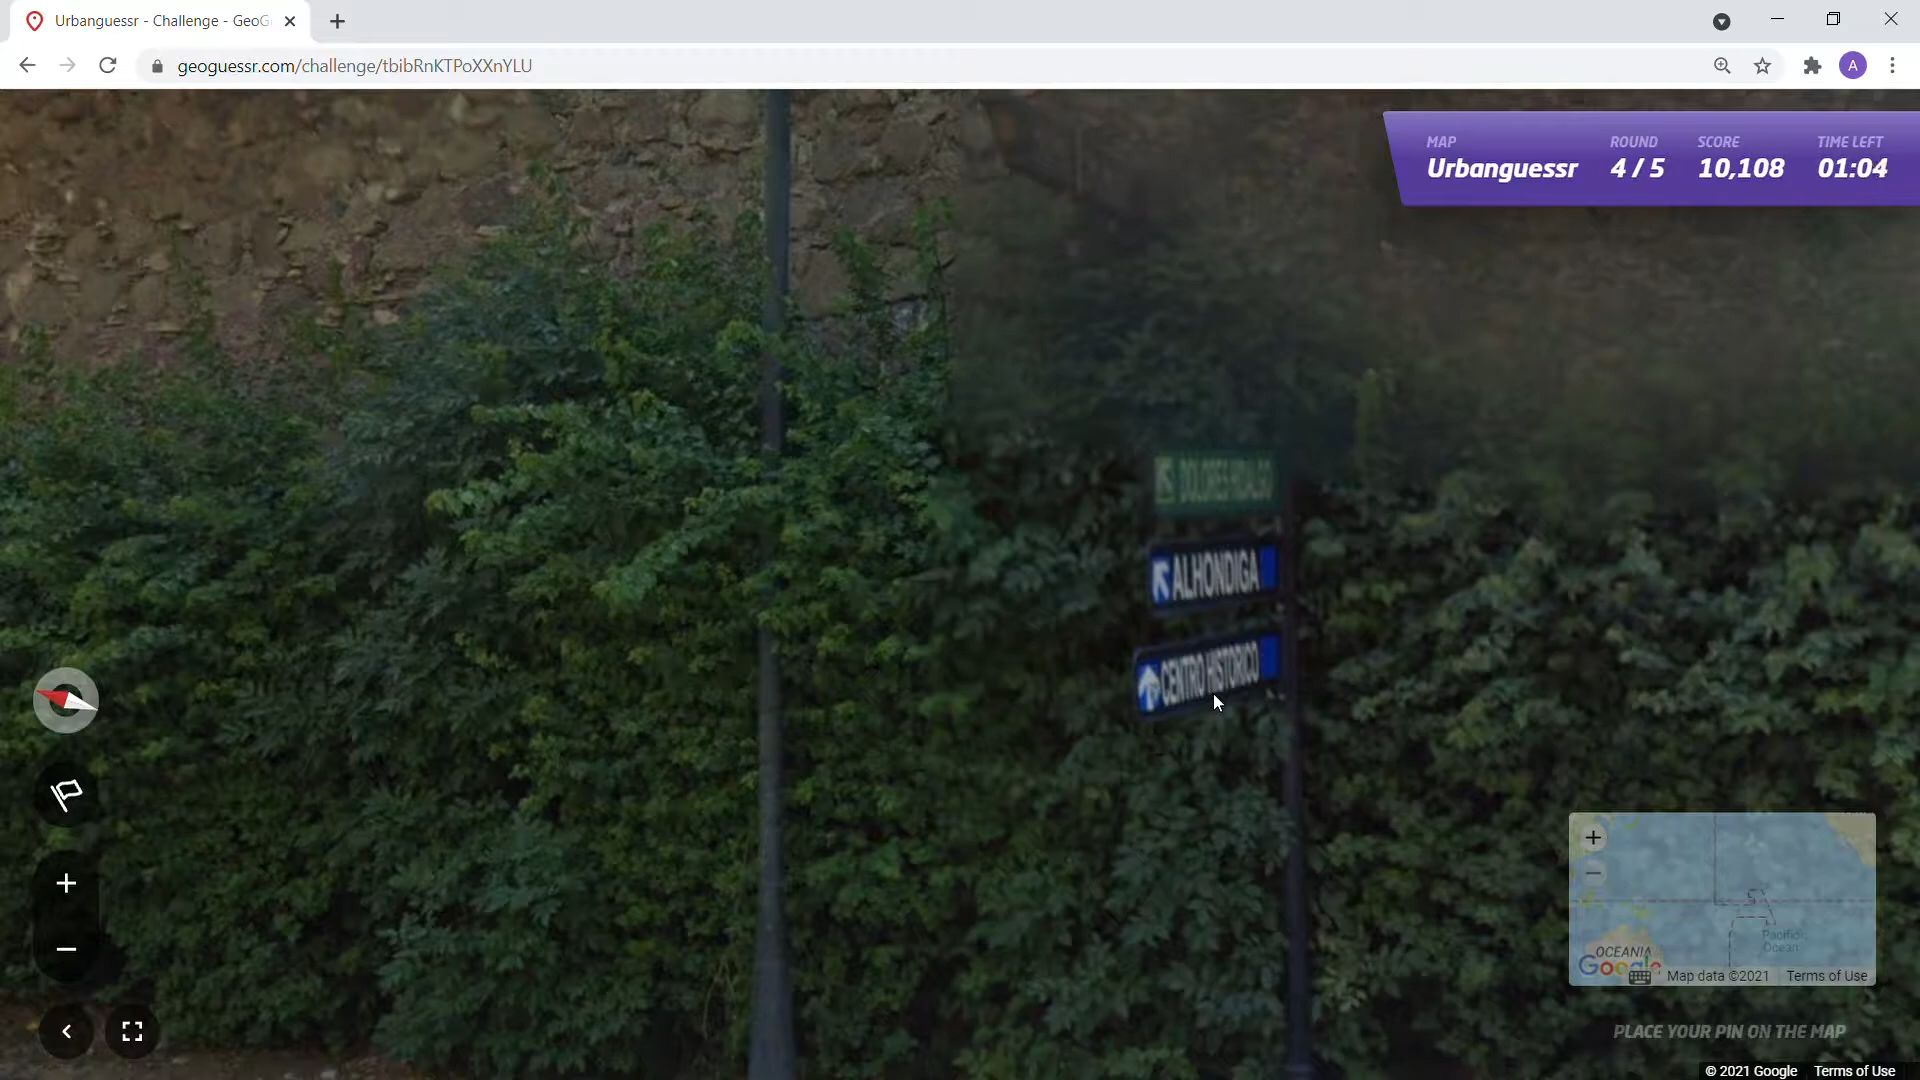 Urbanguessr - Challenge - GeoG
geoguessr.com/challenge/tbibRnKTPoXXnYLU
A
MAP
Urbanguessr
ROUND
4 / 5
SCORE
10,108
TIME LEFT
01:04
DOLORES HIDALGO
ALHONDIGA
CENTRO HISTORICO
OCEANIA
Pacific
Ocean
Google
Map data ©2021
Terms of Use
PLACE YOUR PIN ON THE MAP
© 2021 Google
Terms of Use